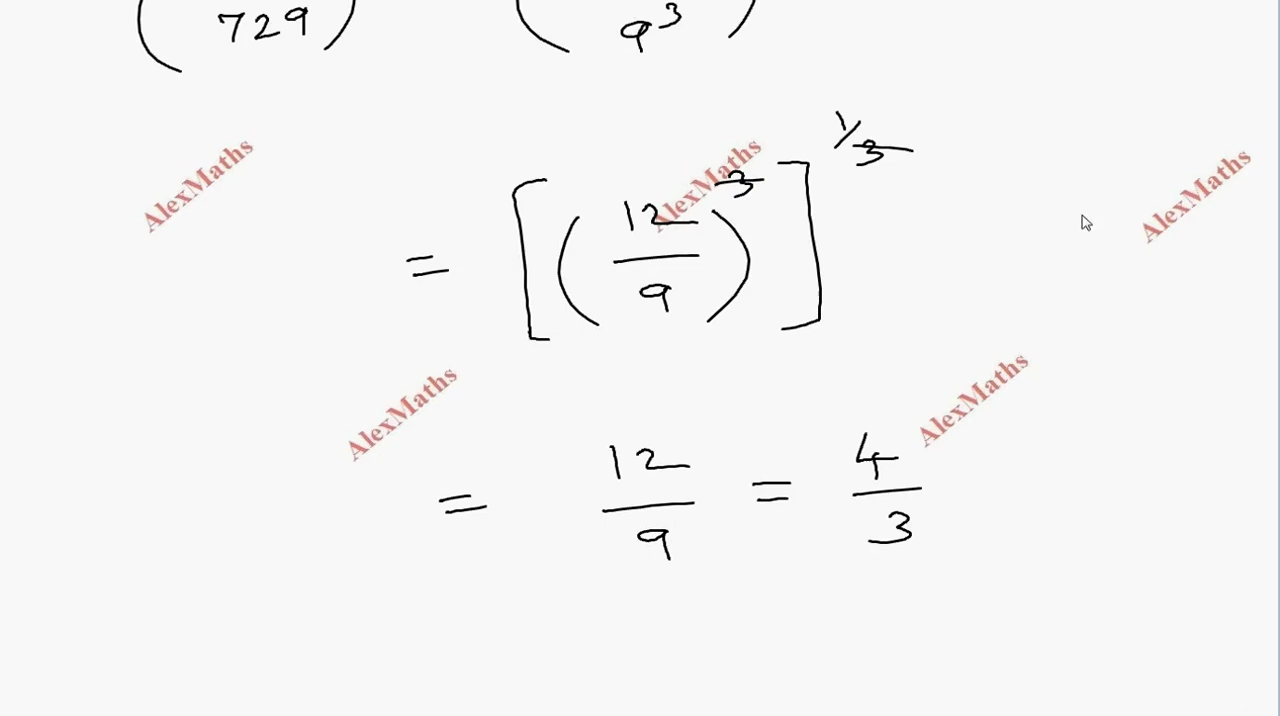 ( 729 ) ( 9³ )
= [ ( 12/9 )³ ]^1/3
AlexMaths AlexMaths AlexMaths
= 12/9 = 4/3
AlexMaths AlexMaths